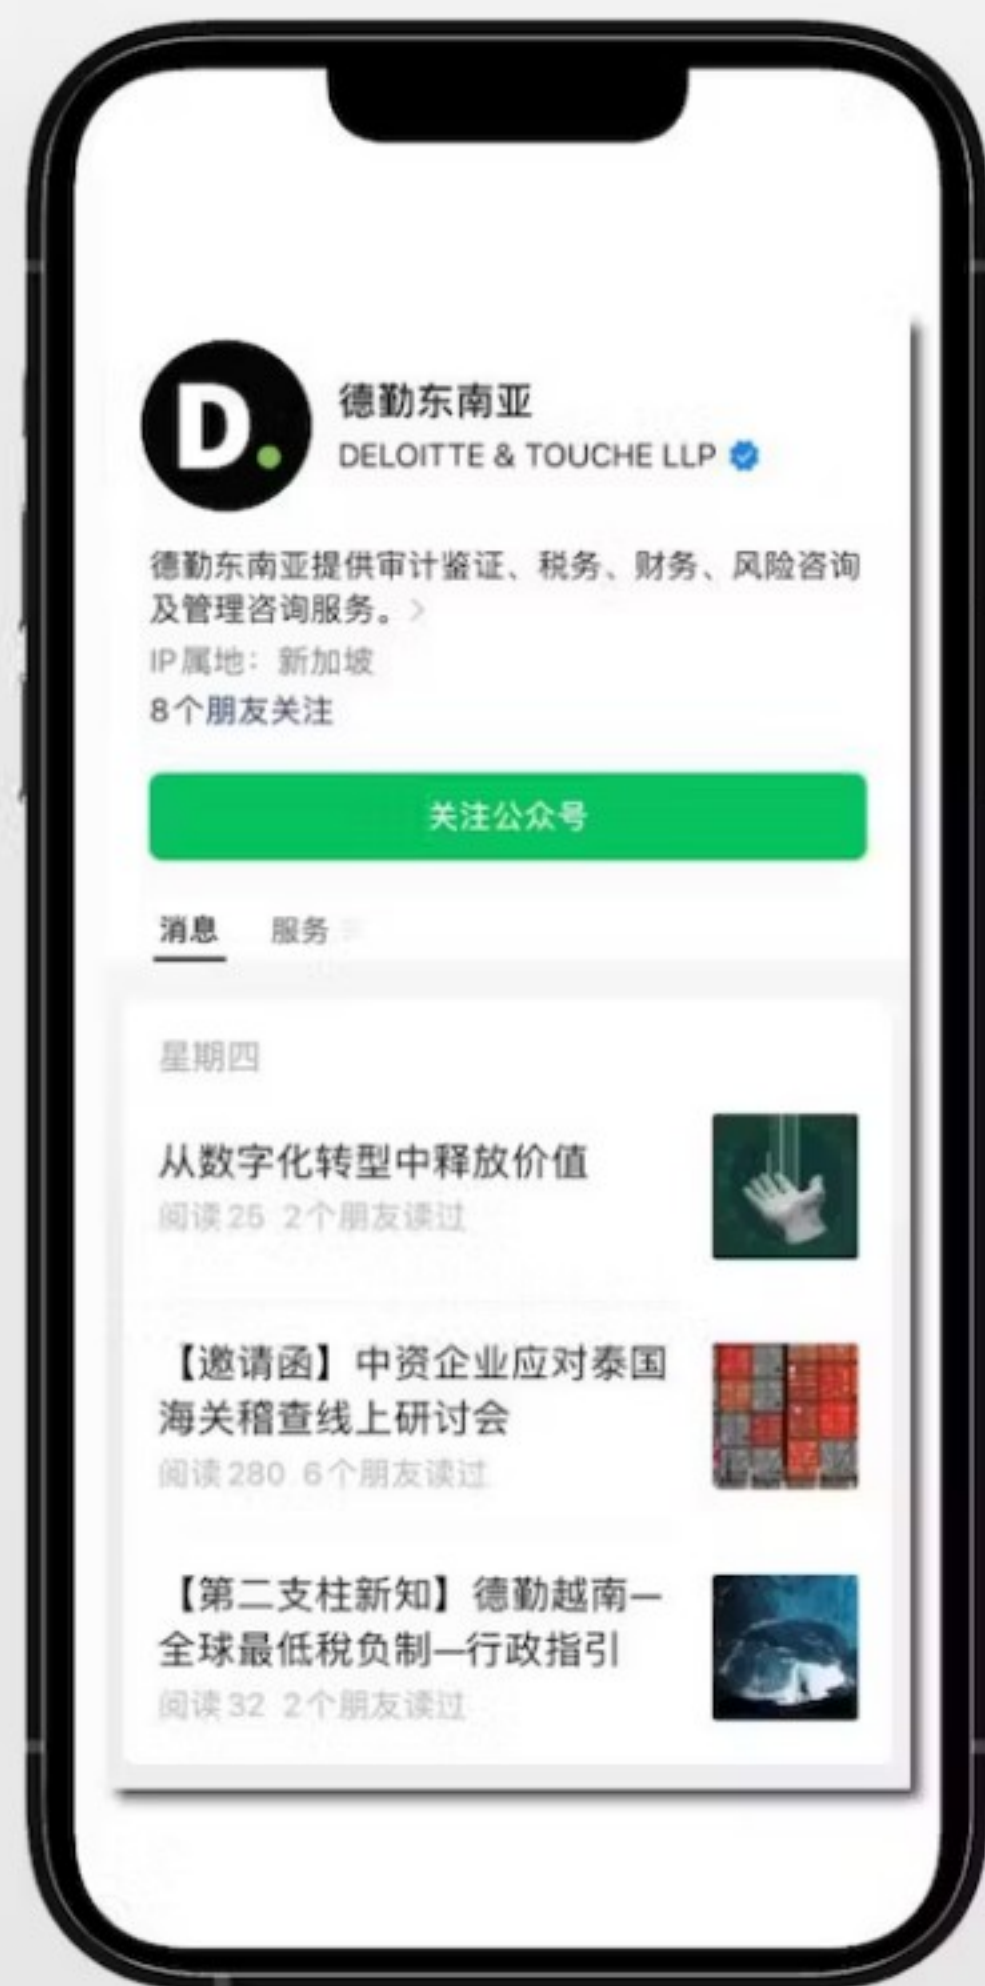 D.
德勤东南亚
DELOITTE & TOUCHE LLP
德勤东南亚提供审计鉴证、税务、财务、风险咨询
及管理咨询服务。
IP属地：新加坡
8个朋友关注
关注公众号
消息 服务
星期四
从数字化转型中释放价值
阅读25 2个朋友读过
【邀请函】中资企业应对泰国
海关稽查线上研讨会
阅读280 6个朋友读过
【第二支柱新知】德勤越南—
全球最低税负制—行政指引
阅读32 2个朋友读过